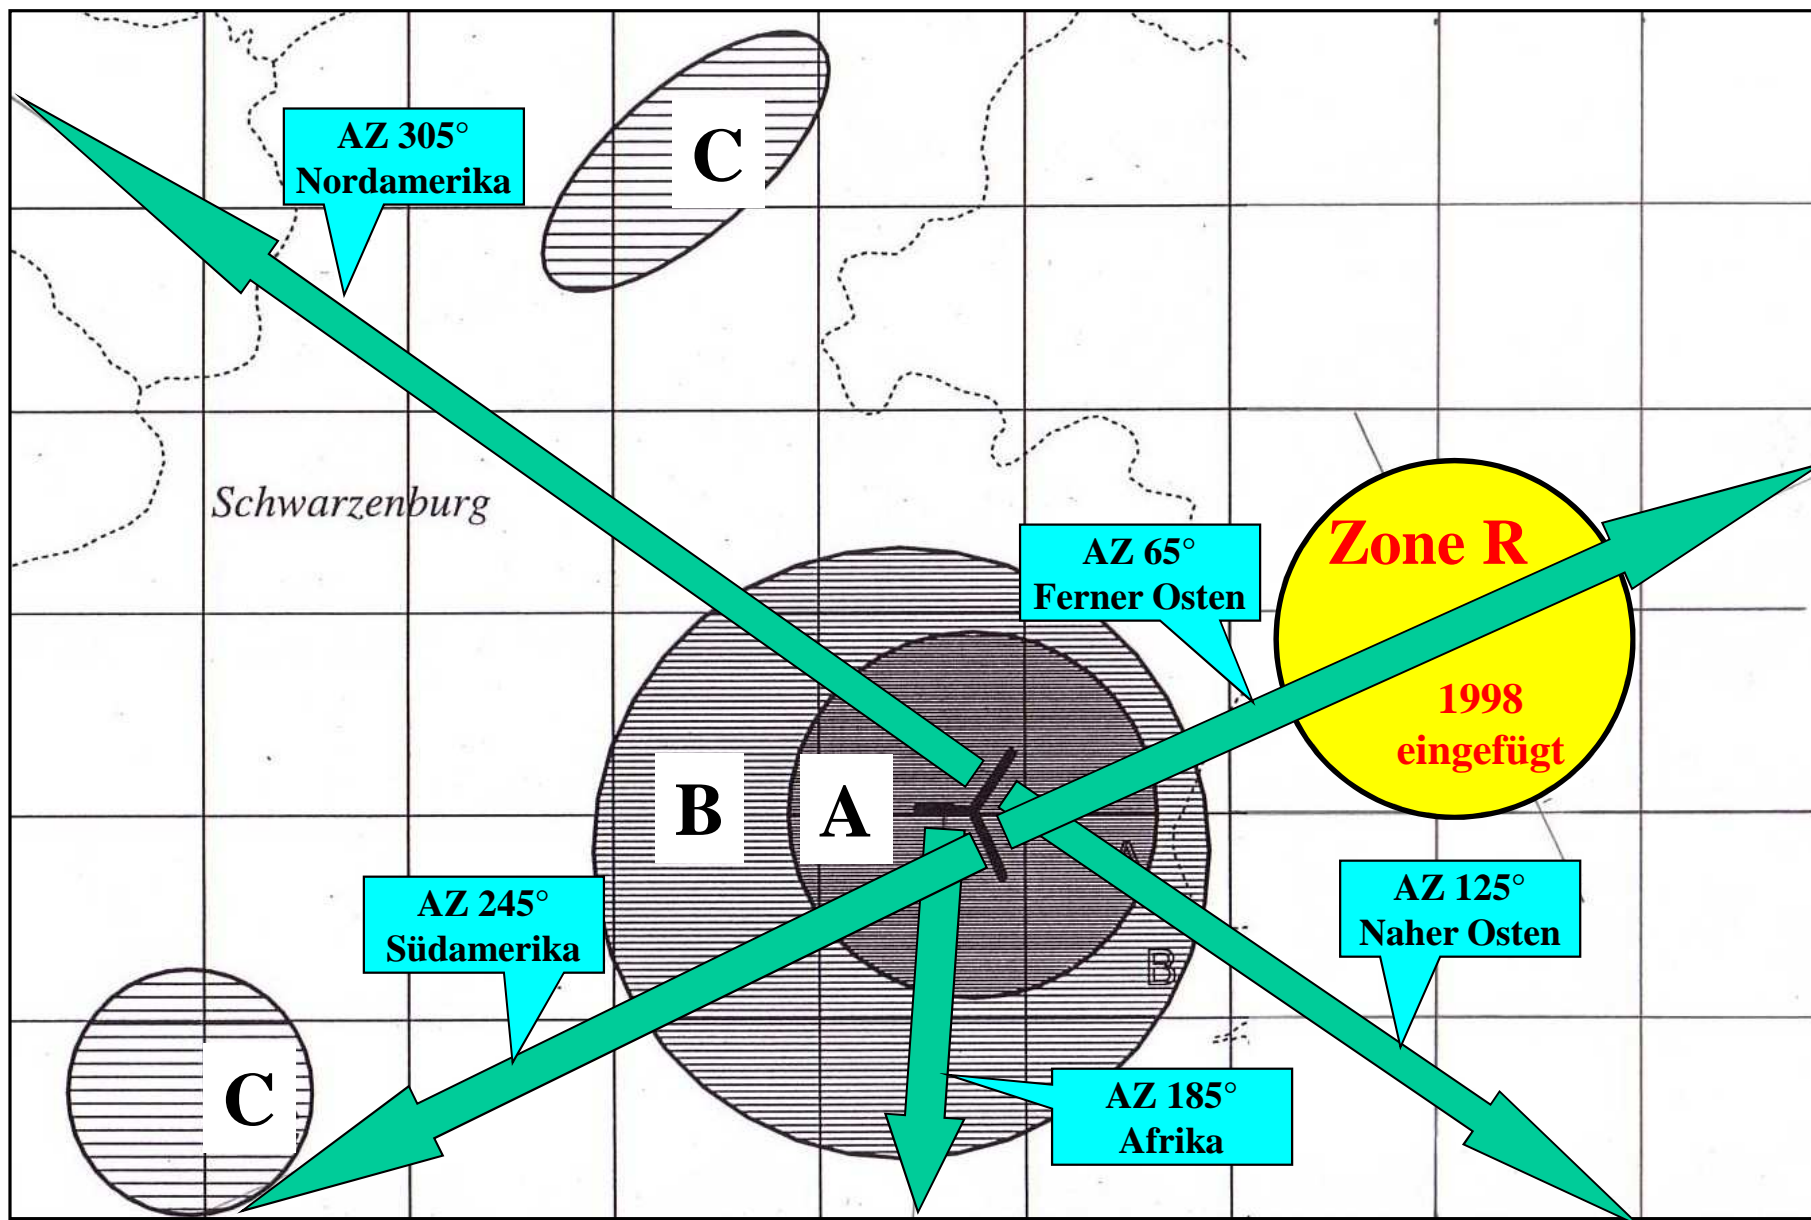 AZ 305°
Nordamerika
C
Schwarzenburg
AZ 65°
Ferner Osten
Zone R
1998
eingefügt
B
A
A
AZ 245°
Südamerika
AZ 125°
Naher Osten
B
C
AZ 185°
Afrika